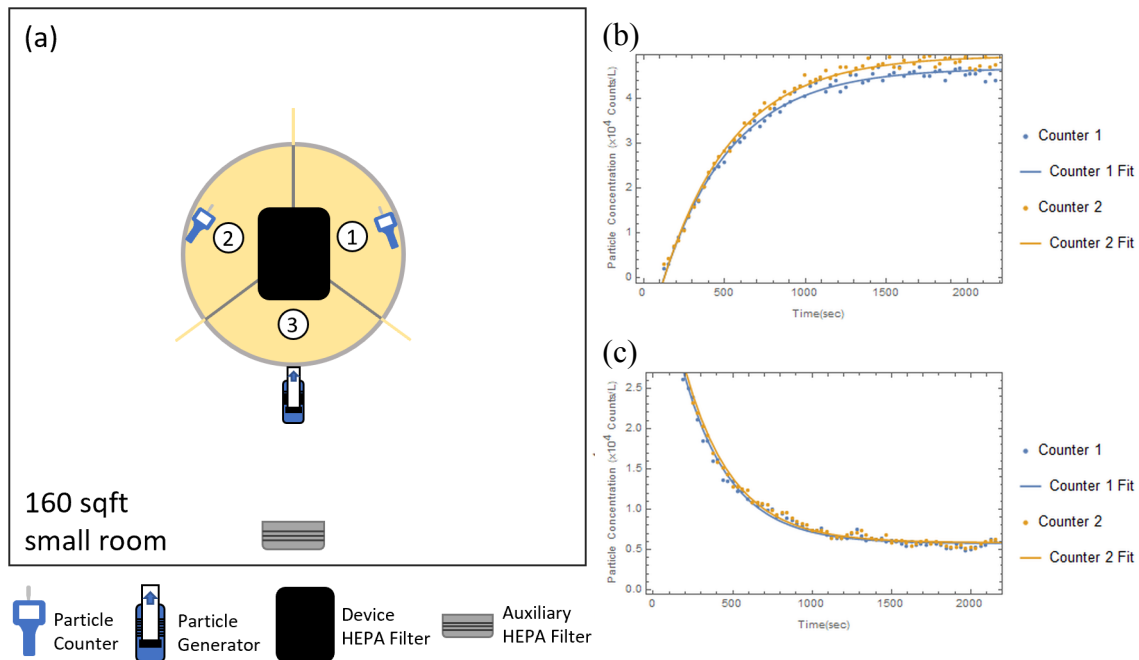 (a)
2
1
3
160 sqft
small room
Particle
Counter
Particle
Generator
Device
HEPA Filter
Auxiliary
HEPA Filter
(b)
Particle Concentration (×10⁴ Counts/L)
4
3
2
1
0
0
500
1000
1500
2000
Time(sec)
Counter 1
Counter 1 Fit
Counter 2
Counter 2 Fit
(c)
Particle Concentration (×10⁴ Counts/L)
2.5
2.0
1.5
1.0
0.5
0.0
0
500
1000
1500
2000
Time(sec)
Counter 1
Counter 1 Fit
Counter 2
Counter 2 Fit